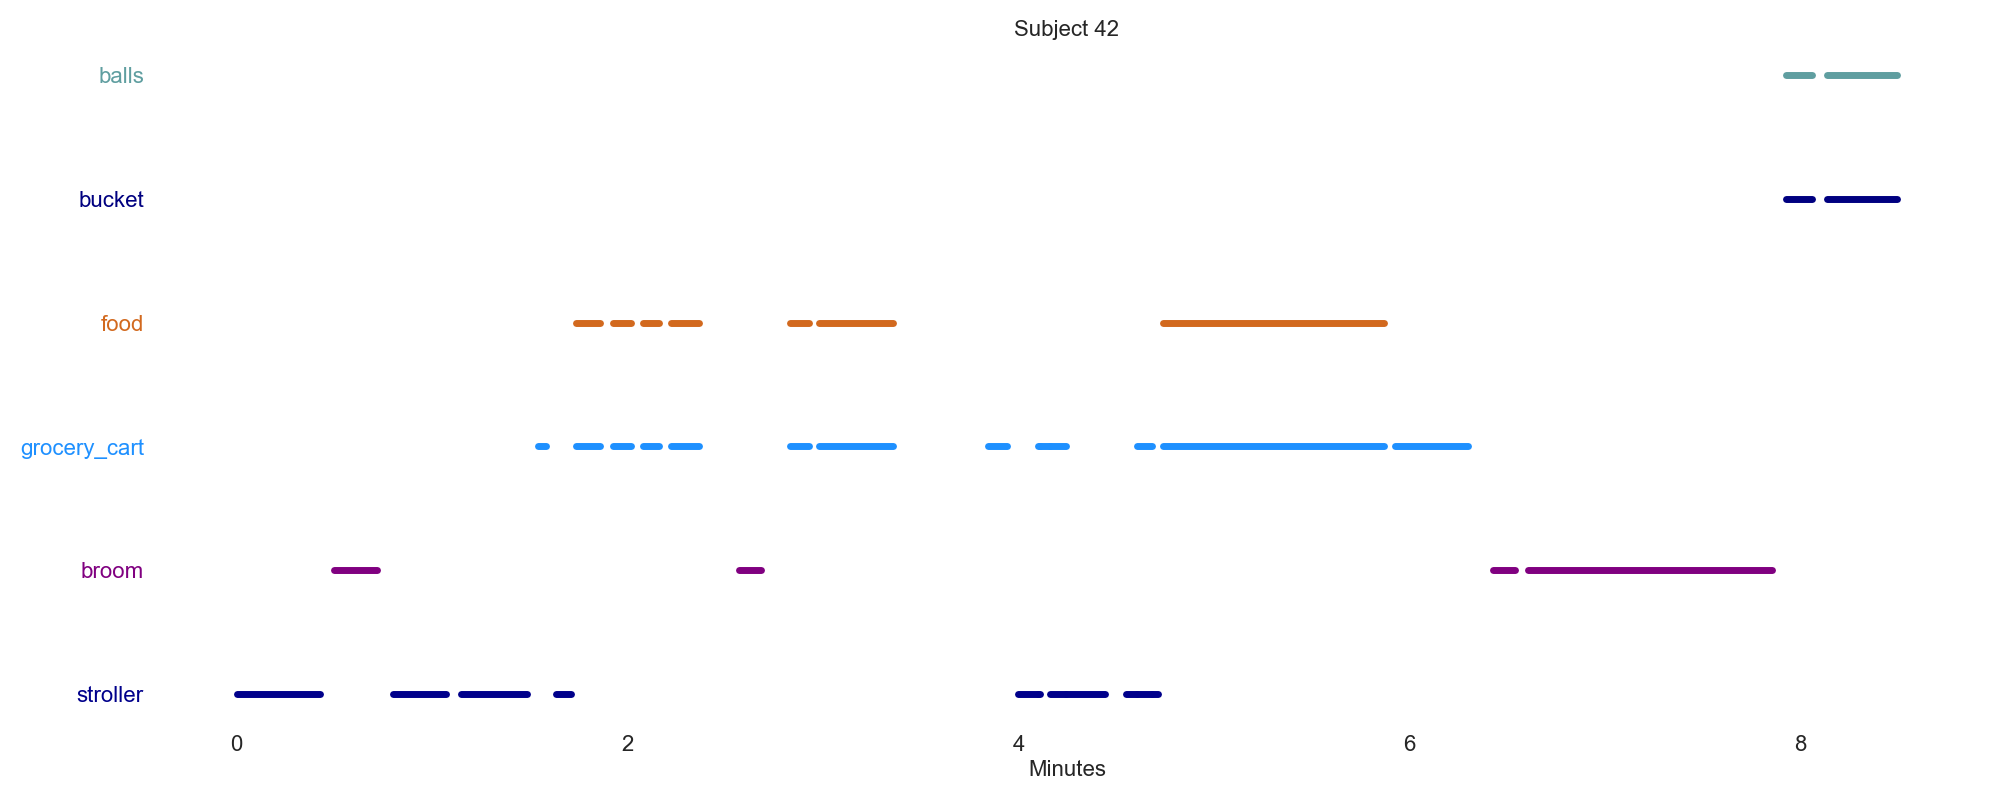 Subject 42
balls
bucket
food
grocery_cart
broom
stroller
0 2 4 6 8
Minutes